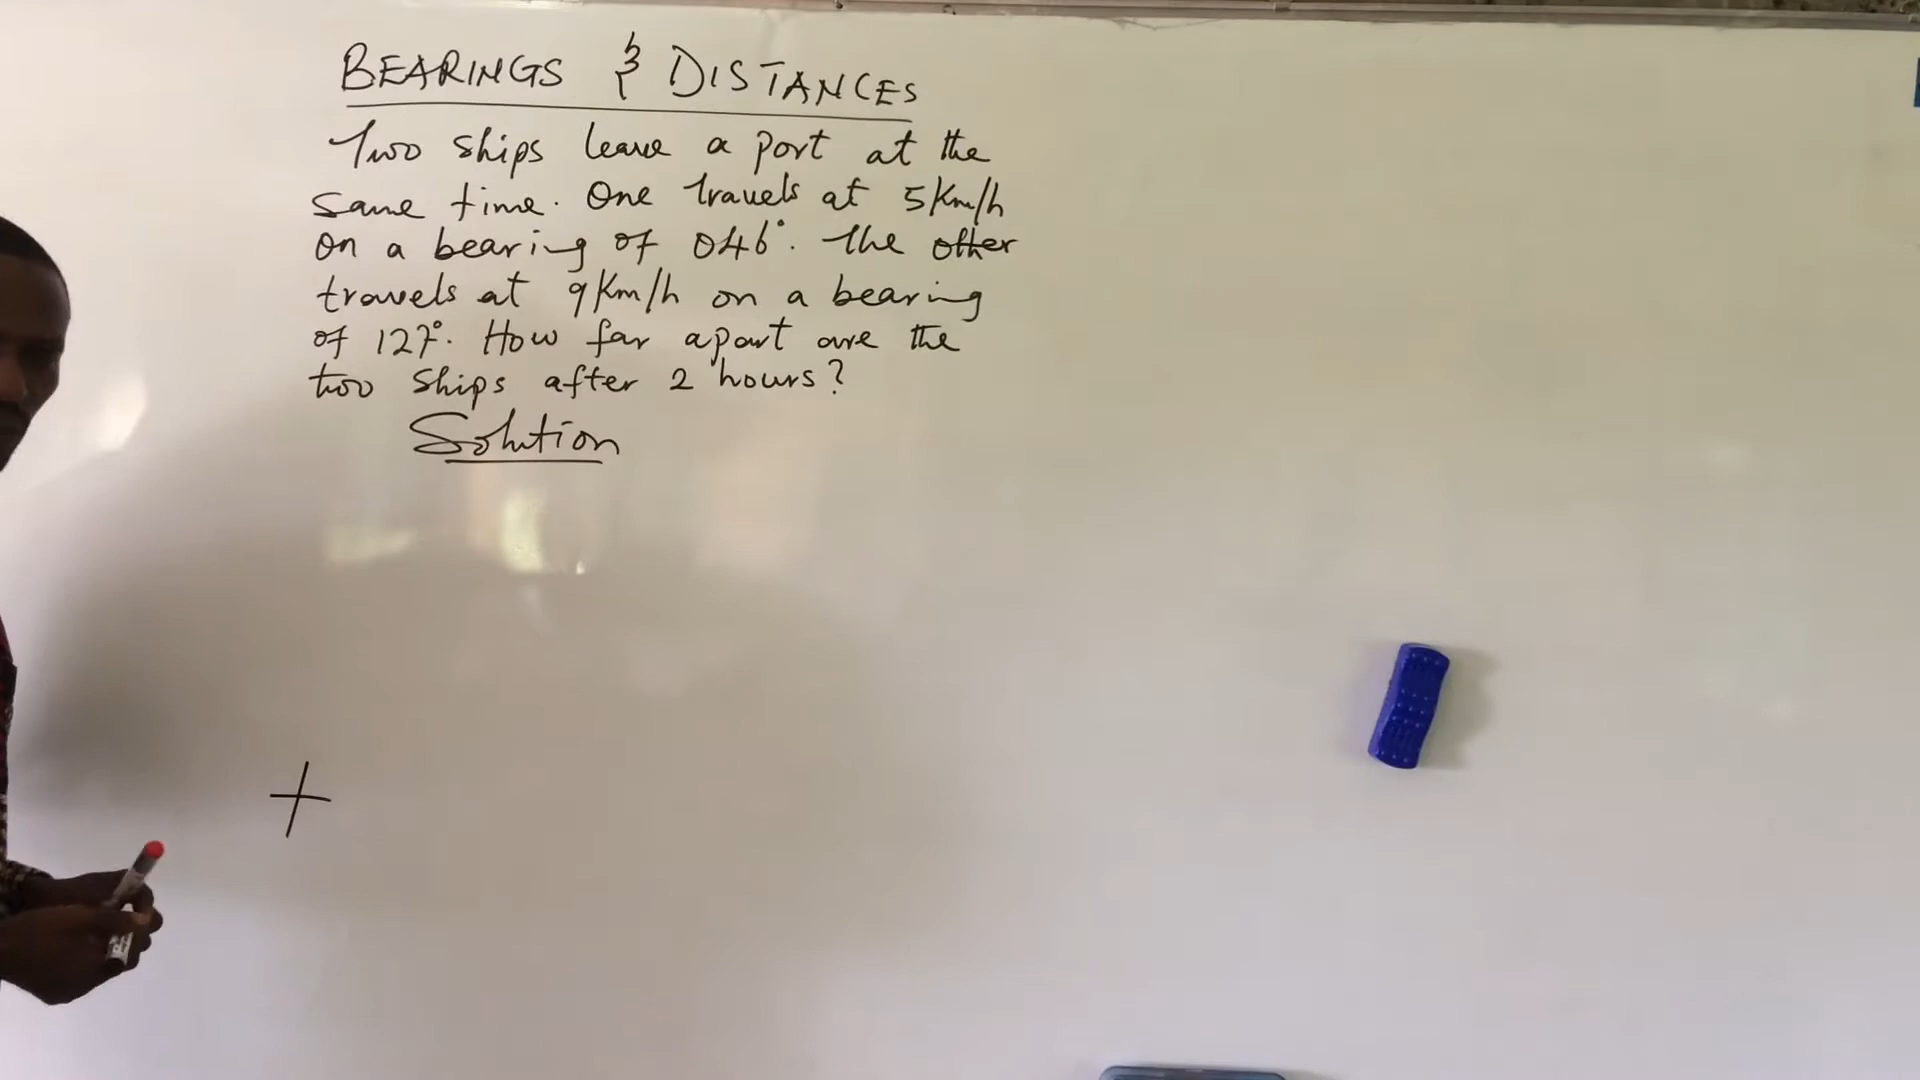 BEARINGS & DISTANCES
Two ships leave a port at the
same time. One travels at 5Km/h
on a bearing of 046°. The other
travels at 9Km/h on a bearing
of 127°. How far apart are the
two ships after 2 hours?
Solution